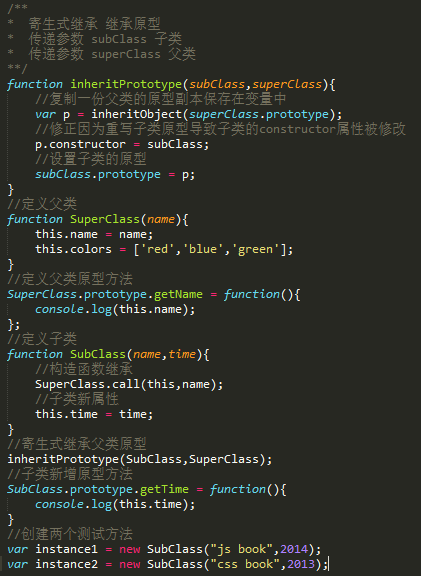 /**
*  寄生式继承 继承原型
*  传递参数 subClass 子类
*  传递参数 superClass 父类
**/
function inheritPrototype(subClass,superClass){
    //复制一份父类的原型副本保存在变量中
    var p = inheritObject(superClass.prototype);
    //修正因为重写子类原型导致子类的constructor属性被修改
    p.constructor = subClass;
    //设置子类的原型
    subClass.prototype = p;
}
//定义父类
function SuperClass(name){
    this.name = name;
    this.colors = ['red','blue','green'];
}
//定义父类原型方法
SuperClass.prototype.getName = function(){
    console.log(this.name);
};
//定义子类
function SubClass(name,time){
    //构造函数继承
    SuperClass.call(this,name);
    //子类新属性
    this.time = time;
}
//寄生式继承父类原型
inheritPrototype(SubClass,SuperClass);
//子类新增原型方法
SubClass.prototype.getTime = function(){
    console.log(this.time);
}
//创建两个测试方法
var instance1 = new SubClass("js book",2014);
var instance2 = new SubClass("css book",2013);